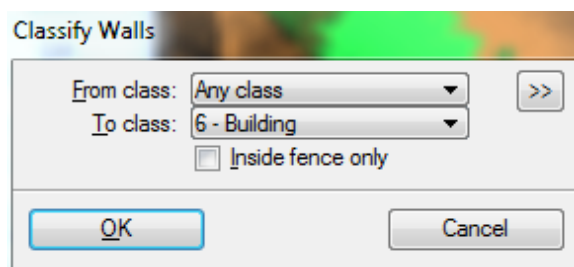 Classify Walls
From class: Any class >>
To class: 6 - Building
Inside fence only
OK Cancel